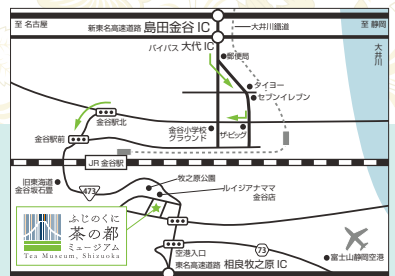 至 名古屋
新東名高速道路 島田金谷 IC
大井川鐵道
至 静岡
バイパス 大代 IC
大井川
郵便局
タイヨー
セブンイレブン
金谷駅北
金谷小学校
グラウンド
ザ・ビッグ
金谷駅前
JR 金谷駅
旧東海道
金谷坂石畳
473
牧之原公園
ルイジアナママ
金谷店
ふじのくに
茶の都
ミュージアム
Tea Museum, Shizuoka
空港入口
東名高速道路 相良牧之原 IC
73
富士山静岡空港